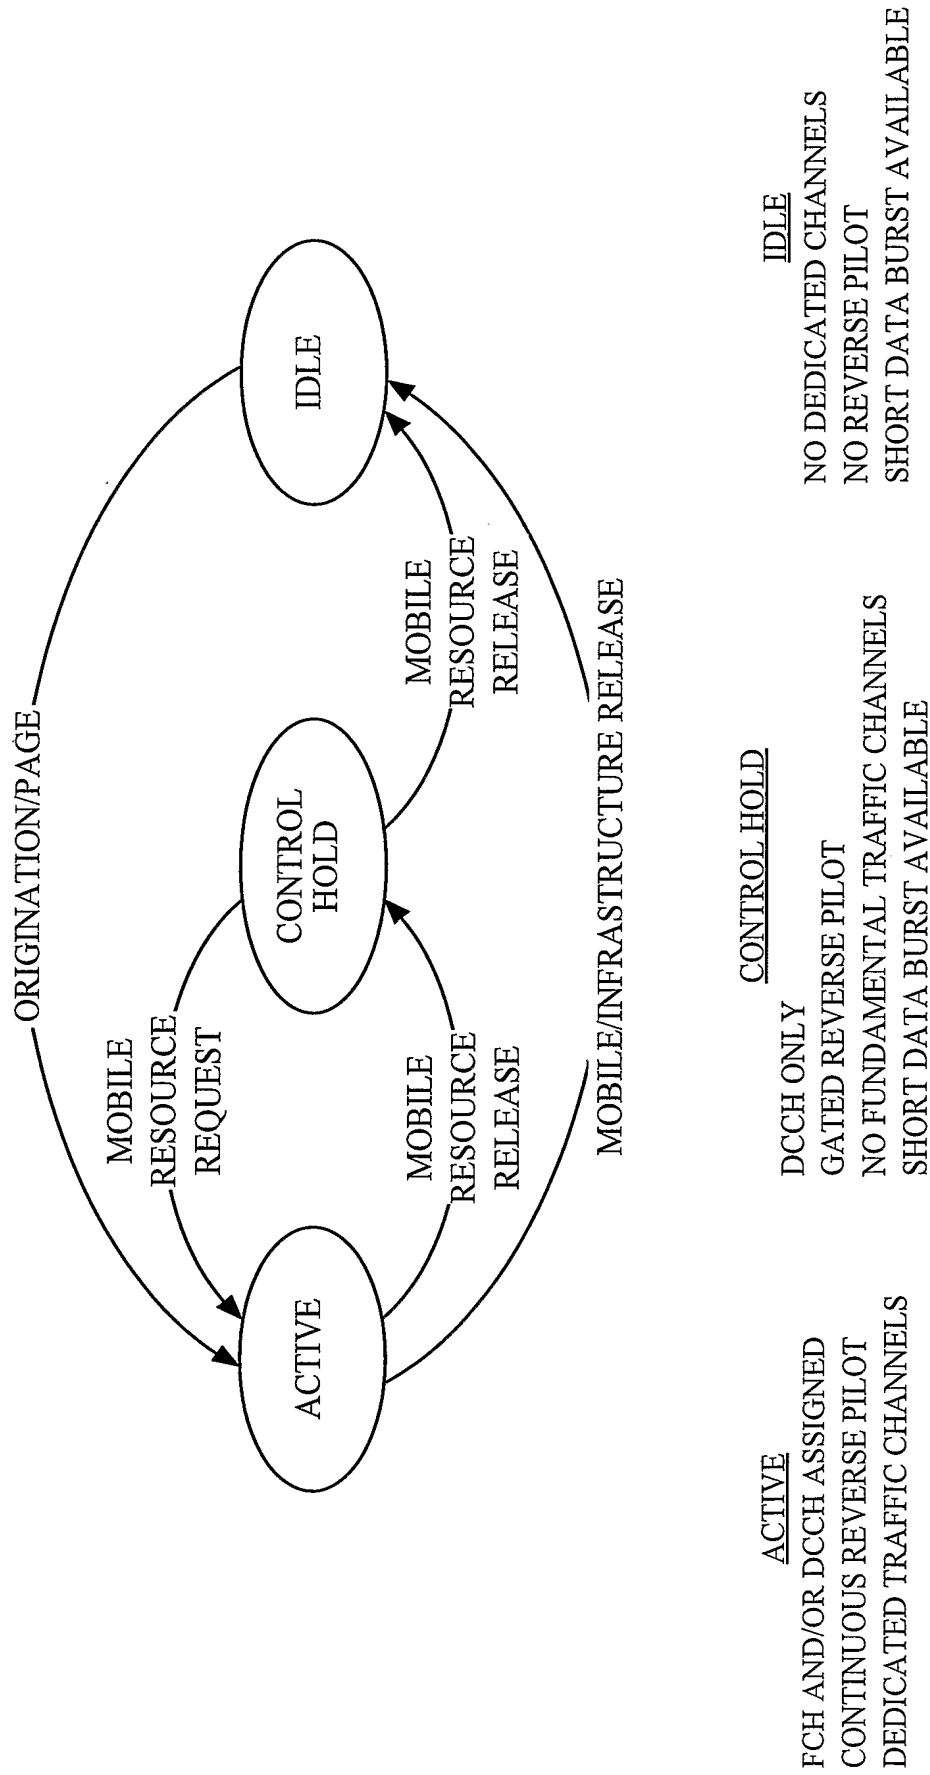 ORIGINATION/PAGE
MOBILE
RESOURCE
REQUEST
ACTIVE
CONTROL
HOLD
IDLE
MOBILE
RESOURCE
RELEASE
MOBILE
RESOURCE
RELEASE
MOBILE/INFRASTRUCTURE RELEASE
ACTIVE
FCH AND/OR DCCH ASSIGNED
CONTINUOUS REVERSE PILOT
DEDICATED TRAFFIC CHANNELS
CONTROL HOLD
DCCH ONLY
GATED REVERSE PILOT
NO FUNDAMENTAL TRAFFIC CHANNELS
SHORT DATA BURST AVAILABLE
IDLE
NO DEDICATED CHANNELS
NO REVERSE PILOT
SHORT DATA BURST AVAILABLE